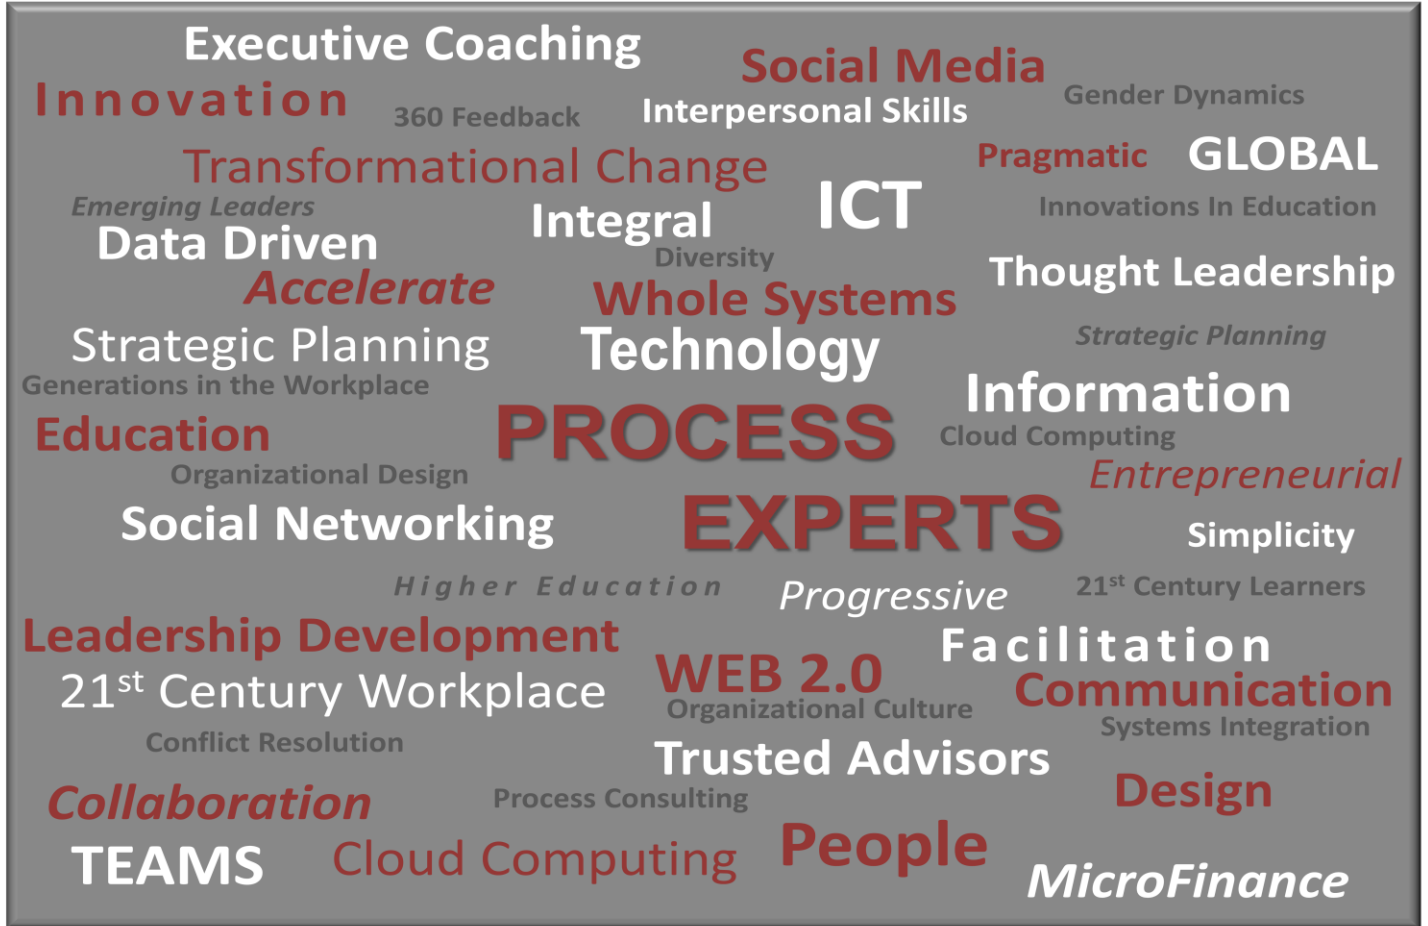 Executive Coaching
Social Media
Innovation
360 Feedback
Interpersonal Skills
Gender Dynamics
Transformational Change
Pragmatic
GLOBAL
Emerging Leaders
Integral
ICT
Innovations In Education
Data Driven
Diversity
Thought Leadership
Accelerate
Whole Systems
Strategic Planning
Technology
Strategic Planning
Generations in the Workplace
Information
Education
PROCESS
Cloud Computing
Organizational Design
Entrepreneurial
Social Networking
EXPERTS
Simplicity
Higher Education
Progressive
21st Century Learners
Leadership Development
Facilitation
21st Century Workplace
WEB 2.0
Communication
Organizational Culture
Systems Integration
Conflict Resolution
Trusted Advisors
Collaboration
Process Consulting
Design
TEAMS
Cloud Computing
People
MicroFinance